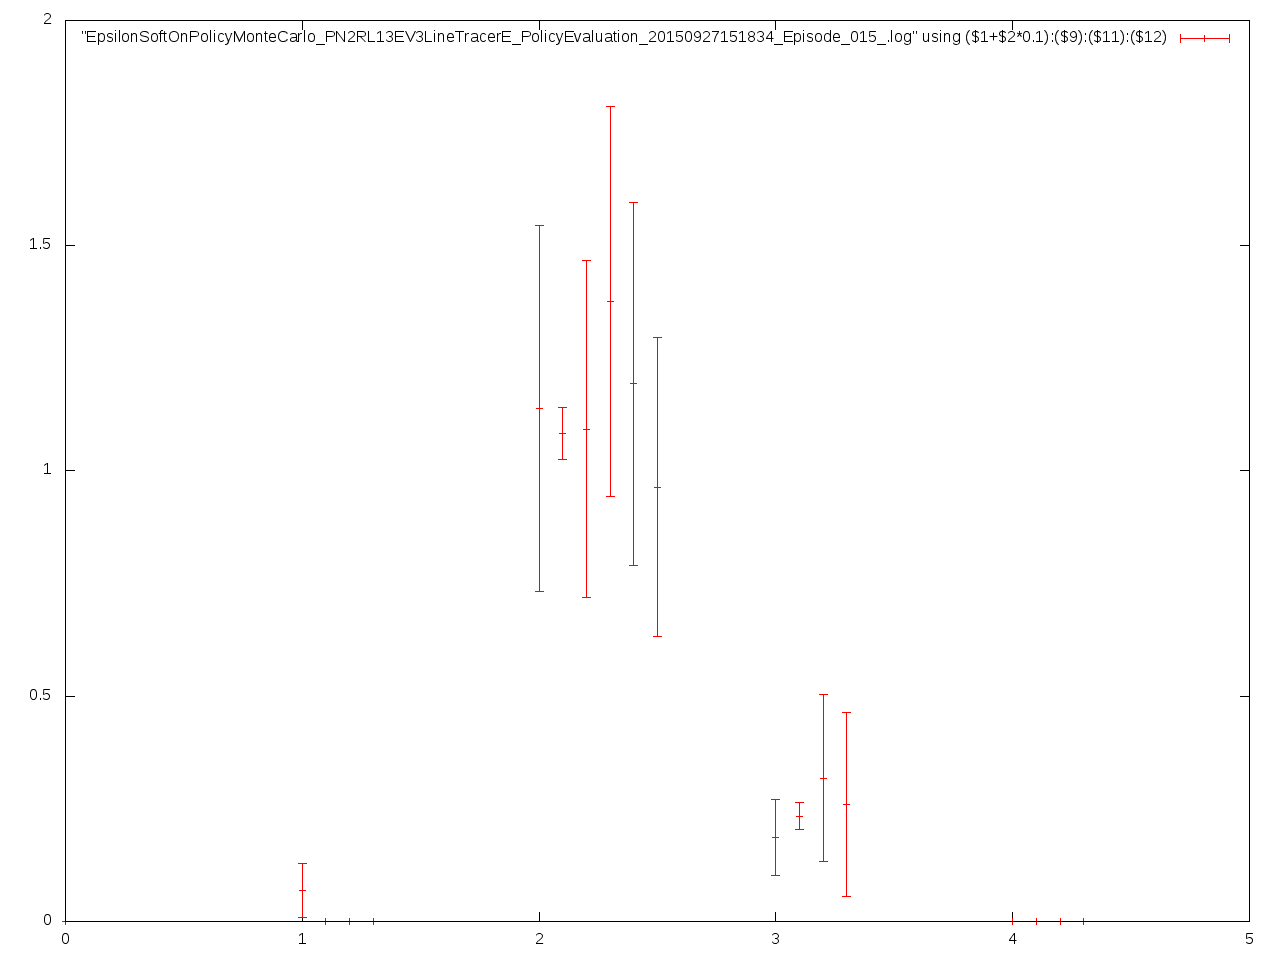 2
"EpsilonSoftOnPolicyMonteCarlo_PN2RL13EV3LineTracerE_PolicyEvaluation_20150927151834_Episode_015_.log" using ($1+$2*0.1):($9):($11):($12)
1.5
1
0.5
0
0 1 2 3 4 5